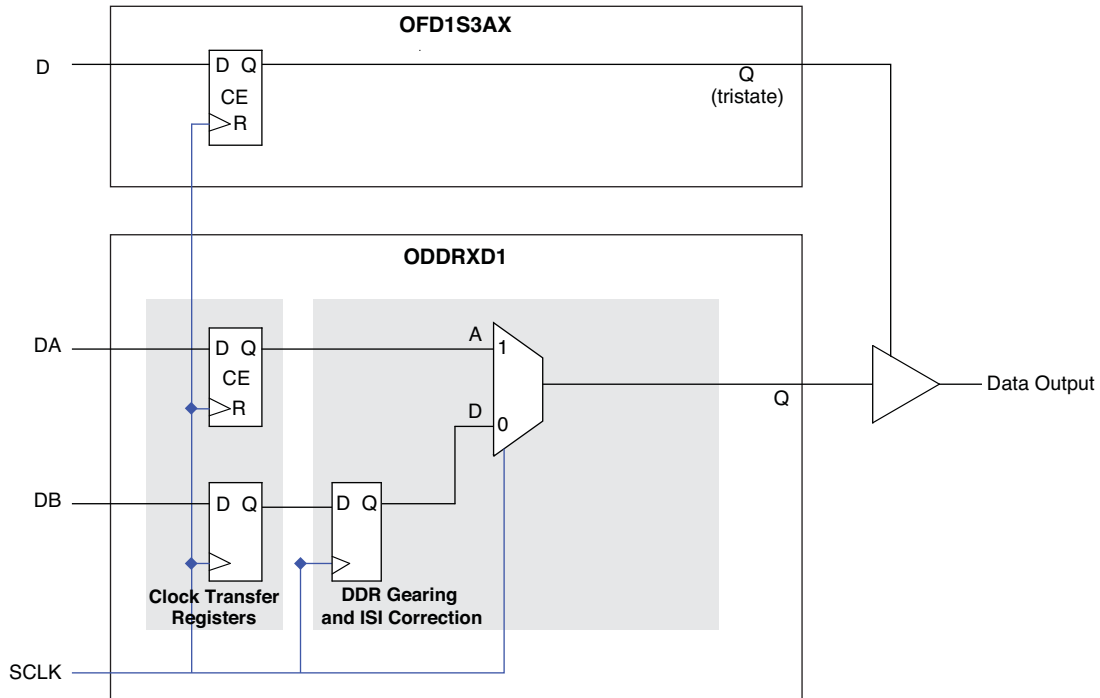 OFD1S3AX
D
D Q
CE
R
Q
(tristate)
ODDRXD1
DA
D Q
CE
R
A
1
D
0
Q
Data Output
DB
D Q
D Q
Clock Transfer
Registers
DDR Gearing
and ISI Correction
SCLK